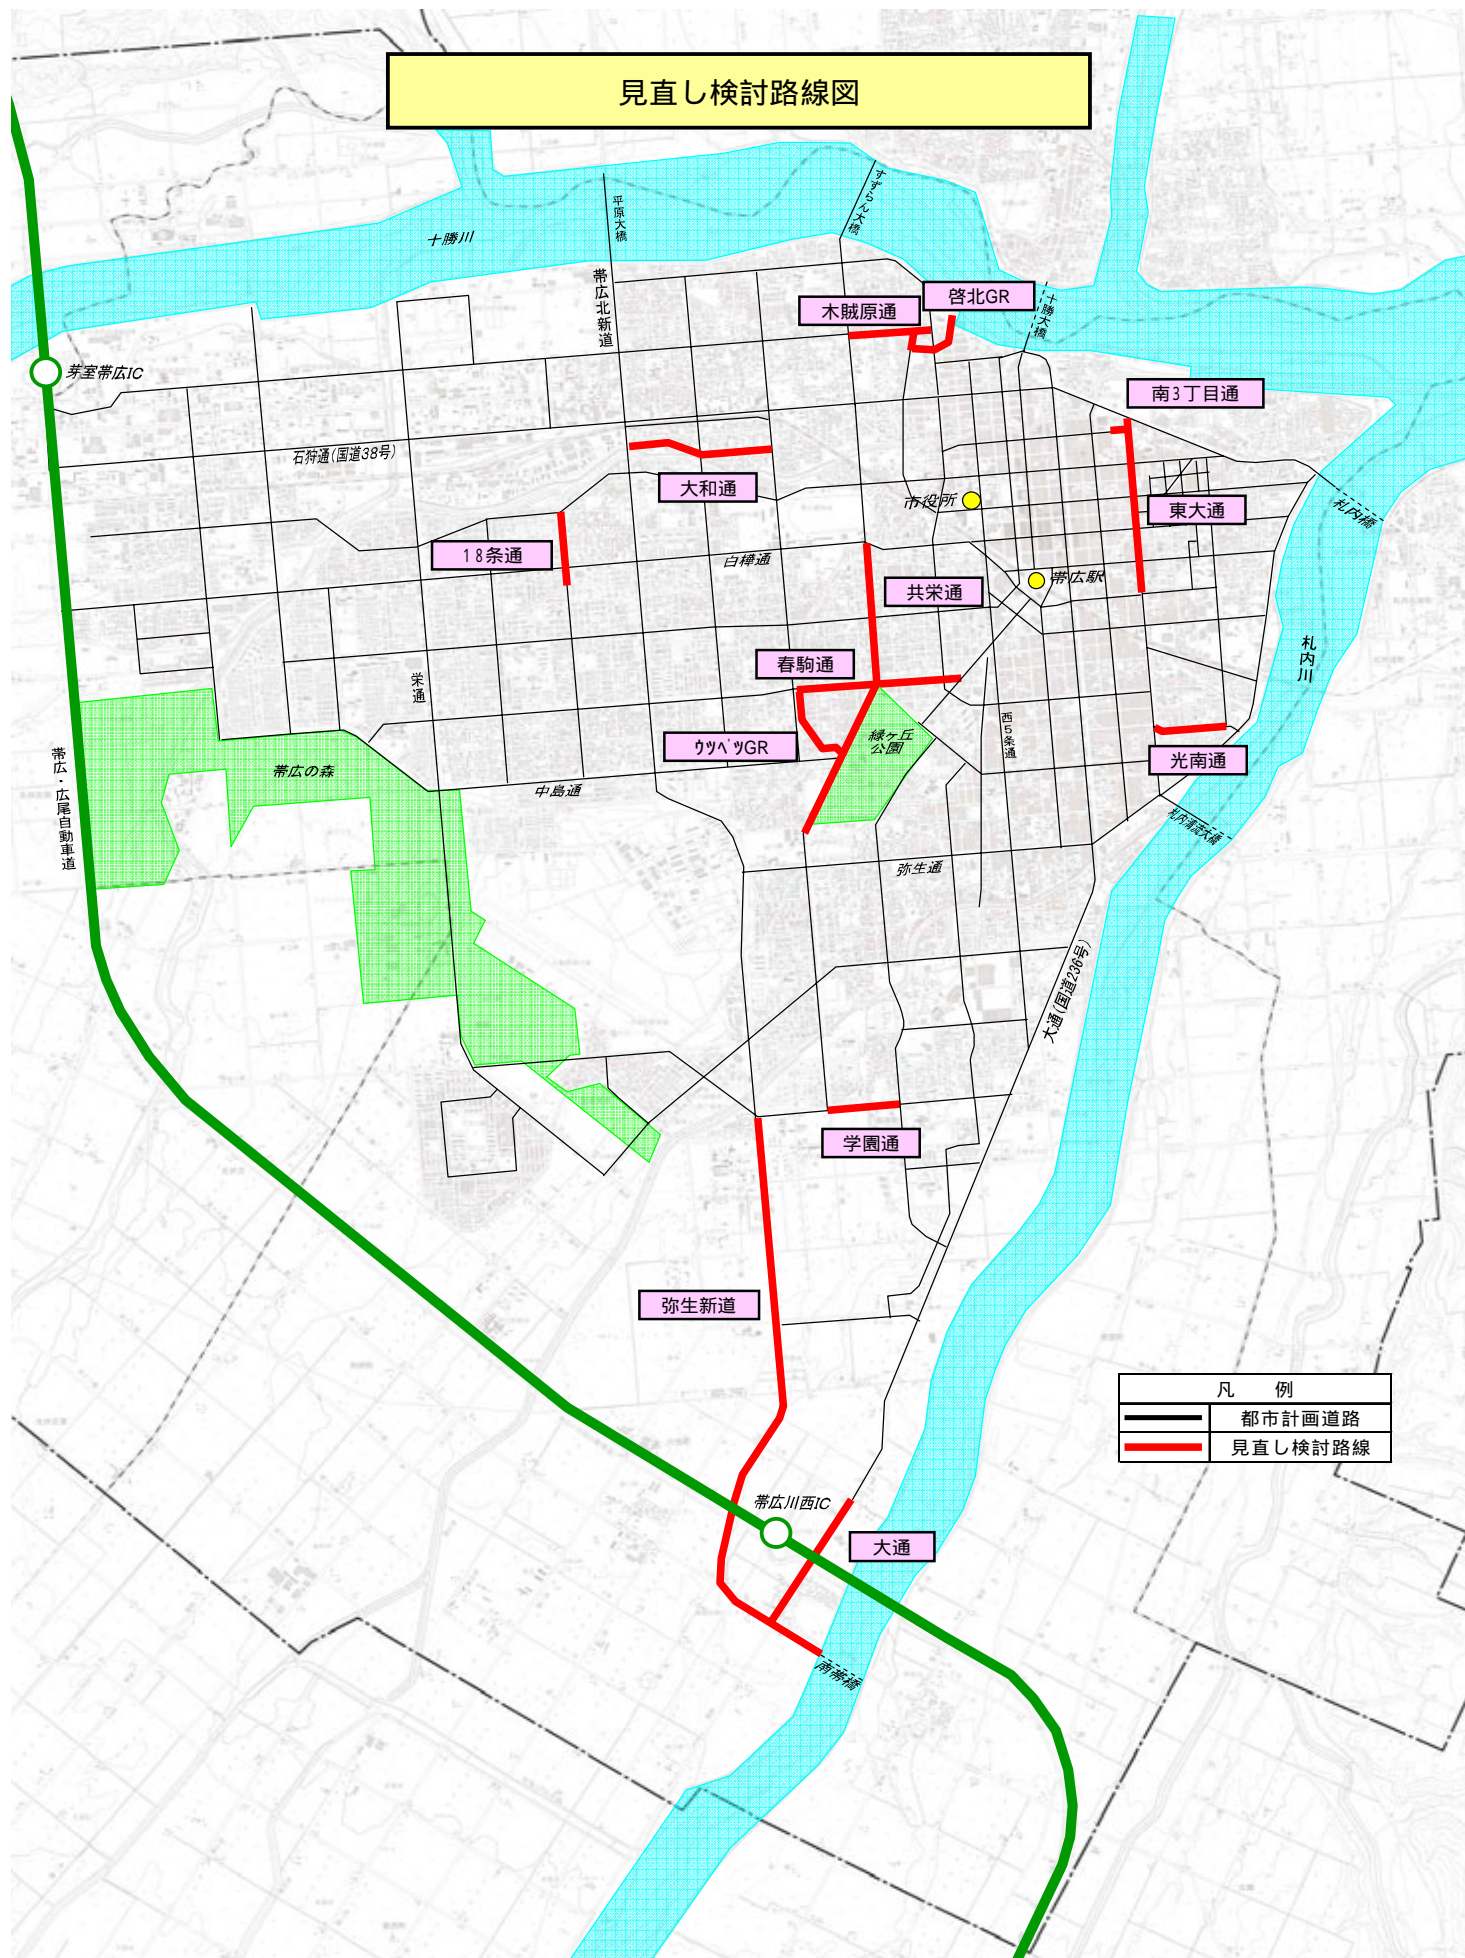 見直し検討路線図
すずらん大橋
平原大橋
十勝川
帯広北新道
木賊原通
啓北GR
十勝大橋
芽室帯広IC
南3丁目通
石狩通(国道38号)
大和通
市役所
東大通
札内橋
18条通
白樺通
帯広駅
共栄通
札内川
春駒通
栄通
西5条通
緑ヶ丘
公園
ウツベツGR
光南通
帯広の森
中島通
帯広・広尾自動車道
札内清流大橋
弥生通
大通(国道236号)
学園通
弥生新道
凡 例
都市計画道路
見直し検討路線
帯広川西IC
大通
南帯橋